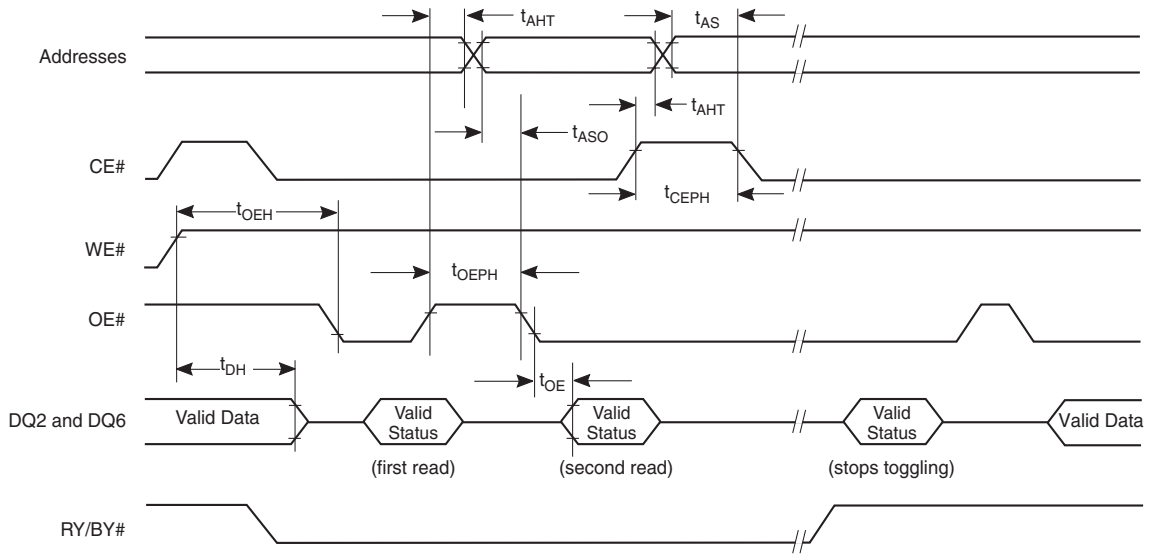 tAHT
tAS
Addresses
tAHT
tASO
CE#
tCEPH
tOEH
WE#
tOEPH
OE#
tDH
tOE
DQ2 and DQ6
Valid Data
Valid
Status
Valid
Status
Valid
Status
Valid Data
(first read)
(second read)
(stops toggling)
RY/BY#